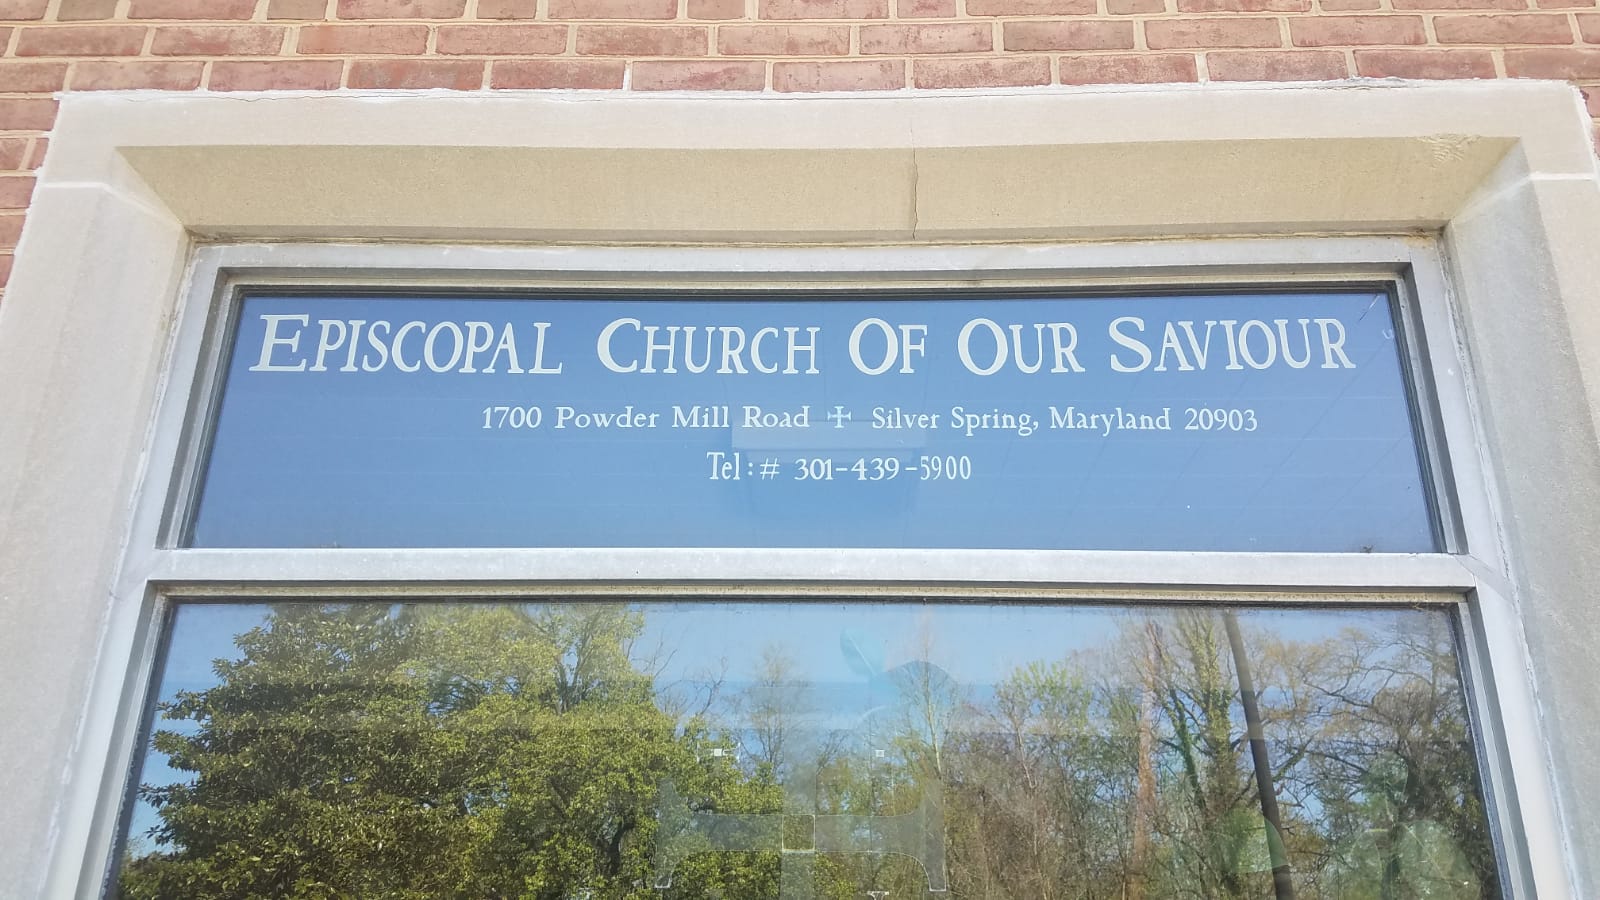 EPISCOPAL CHURCH OF OUR SAVIOUR
1700 Powder Mill Road ✢ Silver Spring, Maryland 20903
Tel:# 301-439-5900